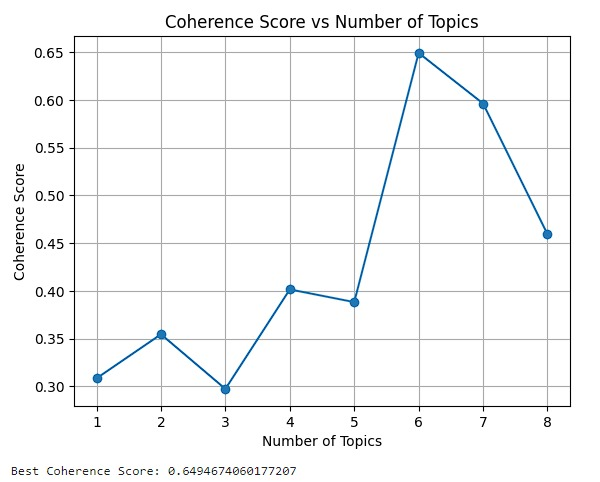 Coherence Score vs Number of Topics
0.65
0.60
0.55
0.50
0.45
0.40
0.35
0.30
Coherence Score
1 2 3 4 5 6 7 8
Number of Topics
Best Coherence Score: 0.6494674060177207